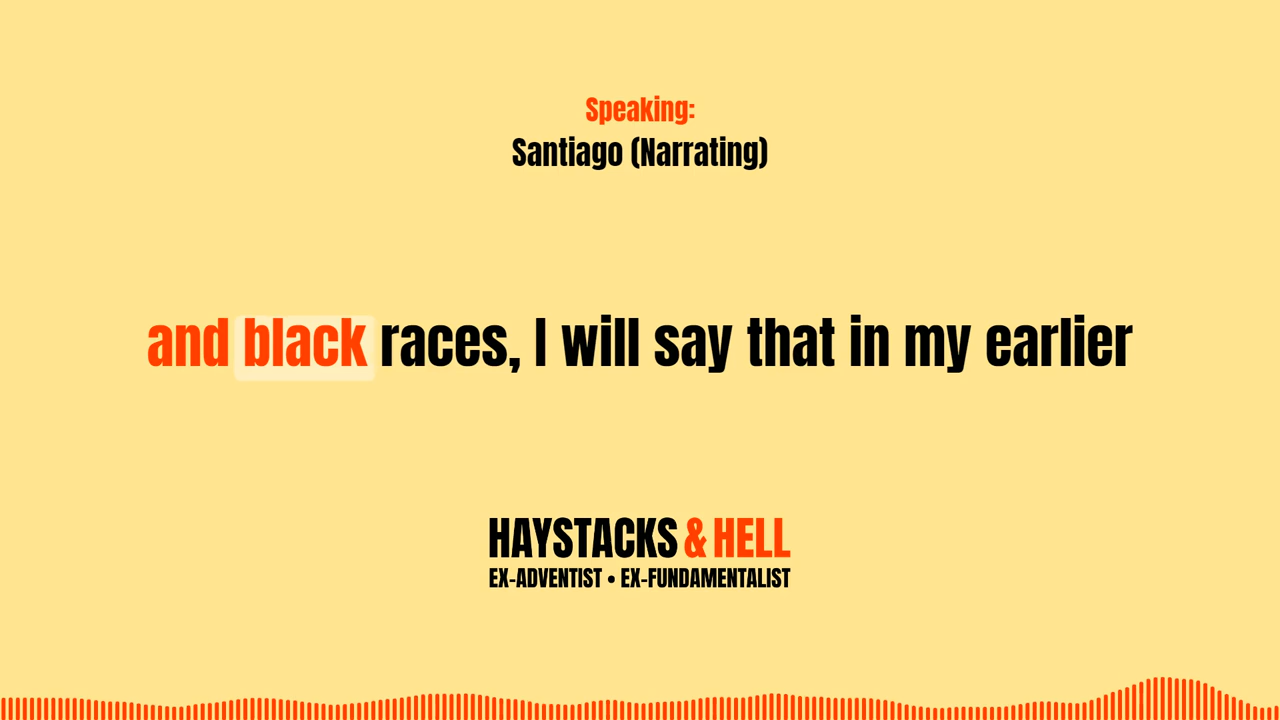 Speaking:
Santiago (Narrating)
and black races, I will say that in my earlier
HAYSTACKS & HELL
EX-ADVENTIST • EX-FUNDAMENTALIST